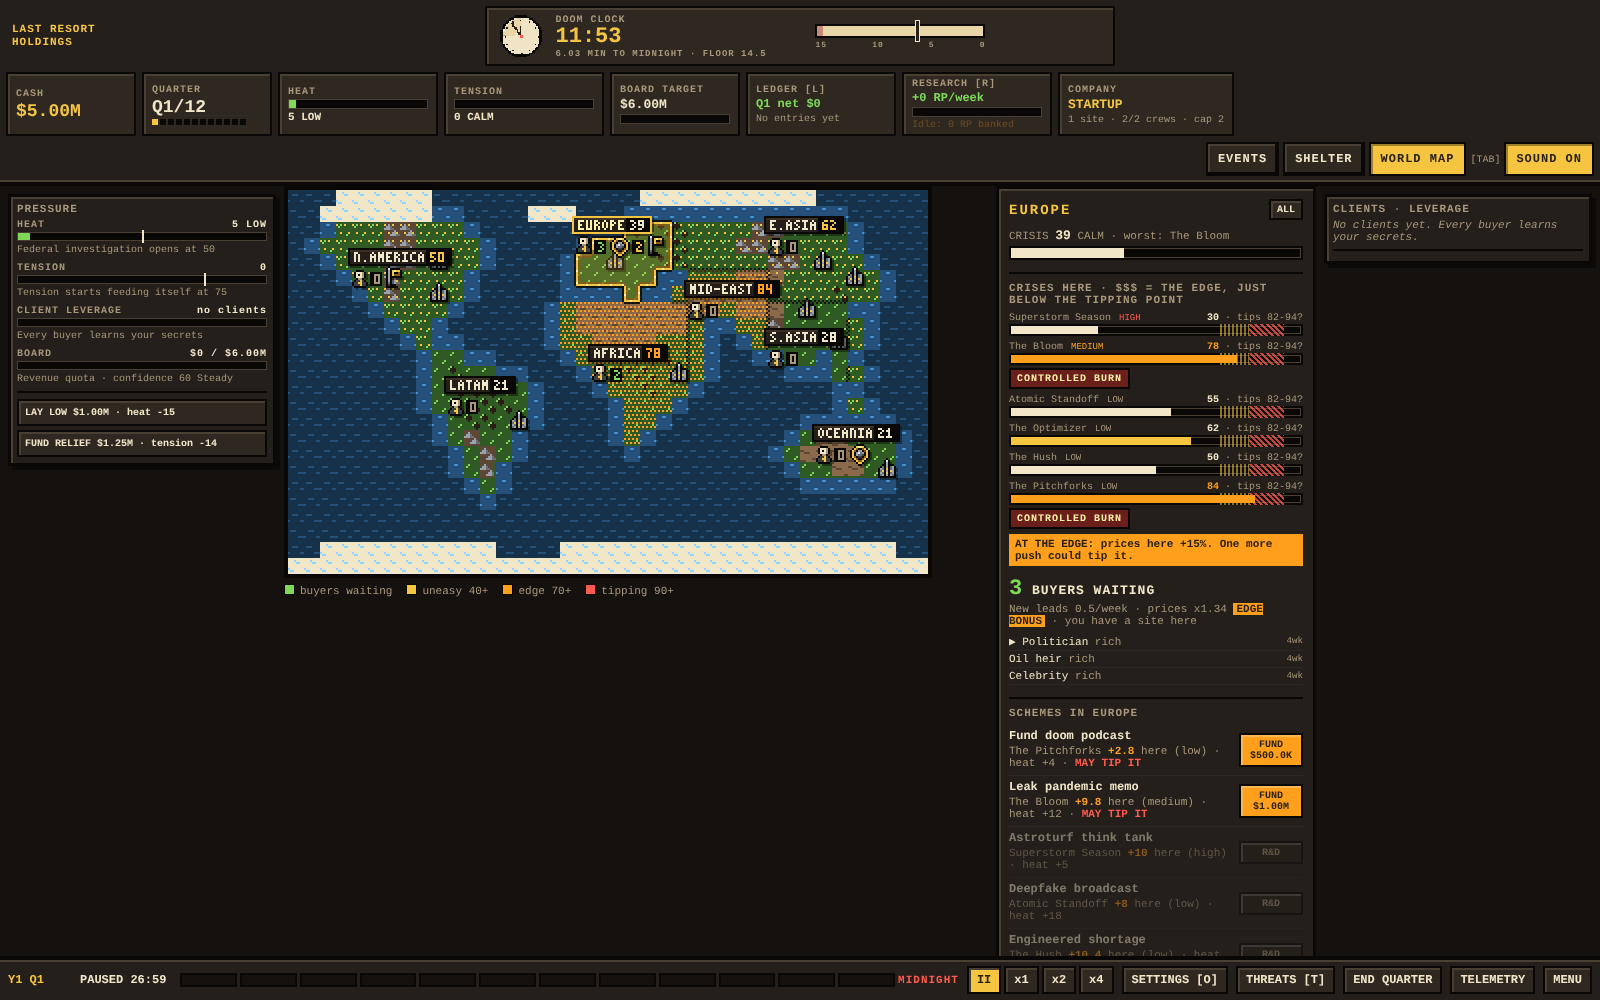 LAST RESORT
HOLDINGS
DOOM CLOCK
11:53
6.03 MIN TO MIDNIGHT · FLOOR 14.5
15 10 5 0
CASH
$5.00M
QUARTER
Q1/12
HEAT
5 LOW
TENSION
0 CALM
BOARD TARGET
$6.00M
LEDGER [L]
Q1 net $0
No entries yet
RESEARCH [R]
+0 RP/week
Idle: 0 RP banked
COMPANY
STARTUP
1 site · 2/2 crews · cap 2
EVENTS
SHELTER
WORLD MAP
[TAB]
SOUND ON
PRESSURE
HEAT 5 LOW
Federal investigation opens at 50
TENSION 0
Tension starts feeding itself at 75
CLIENT LEVERAGE no clients
Every buyer learns your secrets
BOARD $0 / $6.00M
Revenue quota · confidence 60 Steady
LAY LOW $1.00M · heat -15
FUND RELIEF $1.25M · tension -14
EUROPE 39
3 2
E.ASIA 62
0
N.AMERICA 50
0
MID-EAST 84
0
S.ASIA 28
0
AFRICA 78
2
LATAM 21
0
OCEANIA 21
0
buyers waiting
uneasy 40+
edge 70+
tipping 90+
EUROPE
ALL
CRISIS 39 CALM · worst: The Bloom
CRISES HERE · $$$ = THE EDGE, JUST
BELOW THE TIPPING POINT
Superstorm Season HIGH 30 · tips 82-94?
The Bloom MEDIUM 78 · tips 82-94?
CONTROLLED BURN
Atomic Standoff LOW 55 · tips 82-94?
The Optimizer LOW 62 · tips 82-94?
The Hush LOW 50 · tips 82-94?
The Pitchforks LOW 84 · tips 82-94?
CONTROLLED BURN
AT THE EDGE: prices here +15%. One more
push could tip it.
3 BUYERS WAITING
New leads 0.5/week · prices x1.34 EDGE
BONUS · you have a site here
▶ Politician rich 4wk
Oil heir rich 4wk
Celebrity rich 4wk
SCHEMES IN EUROPE
Fund doom podcast
The Pitchforks +2.8 here (low) ·
heat +4 · MAY TIP IT
FUND
$500.0K
Leak pandemic memo
The Bloom +9.8 here (medium) ·
heat +12 · MAY TIP IT
FUND
$1.00M
Astroturf think tank
Superstorm Season +10 here (high)
· heat +5
R&D
Deepfake broadcast
Atomic Standoff +8 here (low) ·
heat +18
R&D
Engineered shortage
The Hush +10.4 here (low) · heat
R&D
CLIENTS · LEVERAGE
No clients yet. Every buyer learns
your secrets.
Y1 Q1
PAUSED 26:59
MIDNIGHT
II
x1
x2
x4
SETTINGS [O]
THREATS [T]
END QUARTER
TELEMETRY
MENU